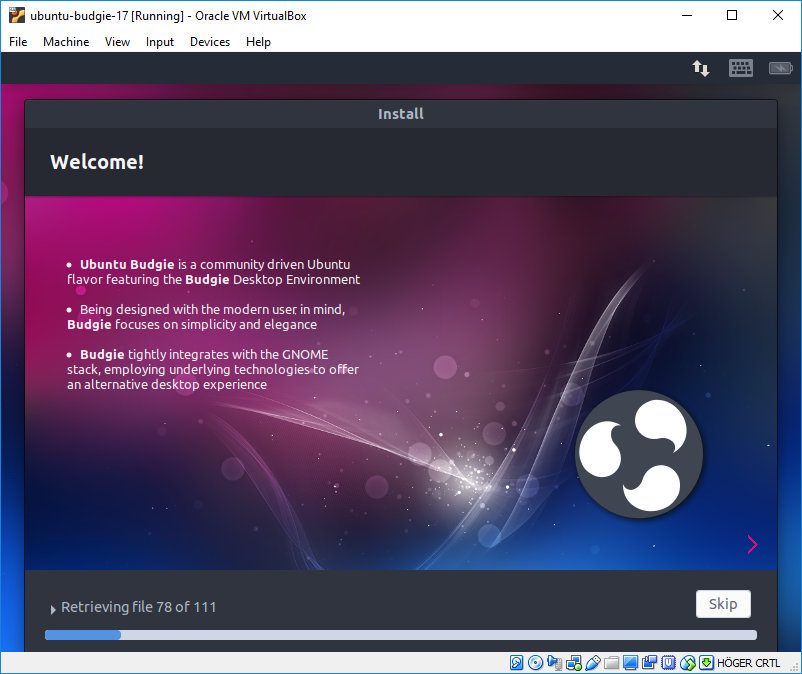 ubuntu-budgie-17 [Running] - Oracle VM VirtualBox
File Machine View Input Devices Help
Install
Welcome!
• Ubuntu Budgie is a community driven Ubuntu
flavor featuring the Budgie Desktop Environment
• Being designed with the modern user in mind,
Budgie focuses on simplicity and elegance
• Budgie tightly integrates with the GNOME
stack, employing underlying technologies to offer
an alternative desktop experience
Retrieving file 78 of 111
Skip
HÖGER CRTL